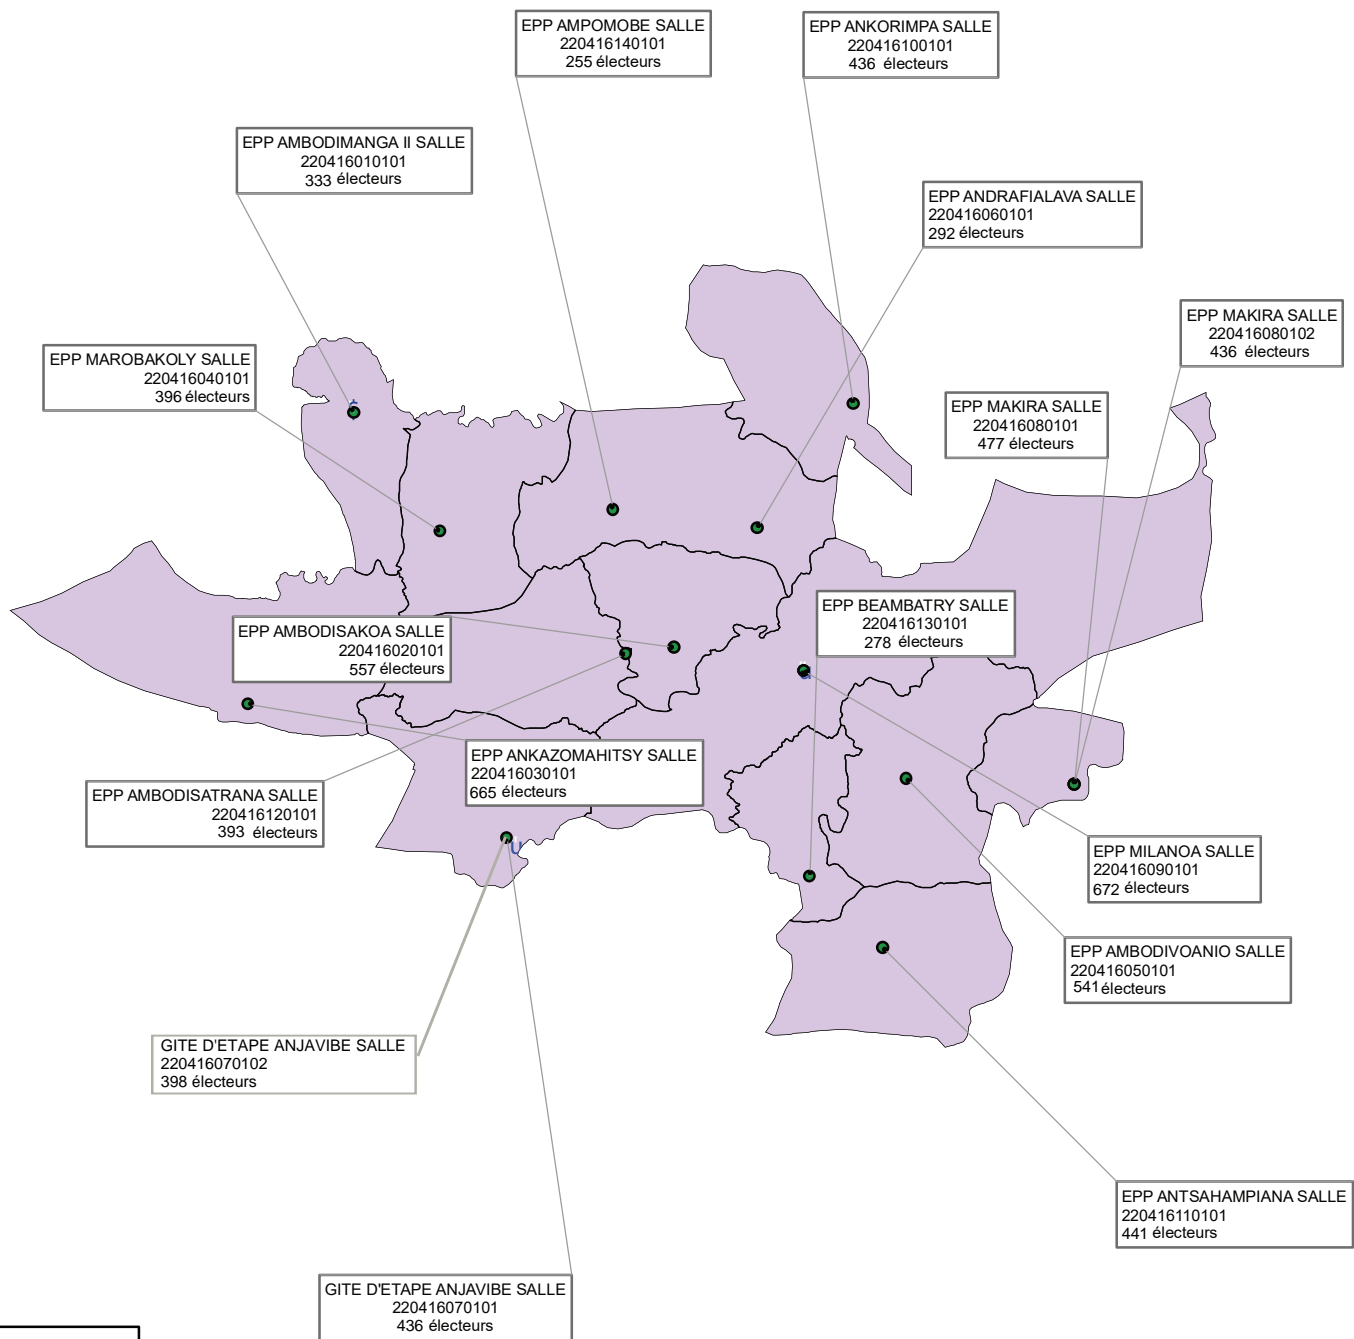 EPP AMPOMOBE SALLE
220416140101
255 électeurs
EPP ANKORIMPA SALLE
220416100101
436 électeurs
EPP AMBODIMANGA II SALLE
220416010101
333 électeurs
EPP ANDRAFIALAVA SALLE
220416060101
292 électeurs
EPP MAKIRA SALLE
220416080102
436 électeurs
EPP MAROBAKOLY SALLE
220416040101
396 électeurs
EPP MAKIRA SALLE
220416080101
477 électeurs
EPP BEAMBATRY SALLE
220416130101
278 électeurs
EPP AMBODISAKOA SALLE
220416020101
557 électeurs
EPP ANKAZOMAHITSY SALLE
220416030101
665 électeurs
EPP AMBODISATRANA SALLE
220416120101
393 électeurs
EPP MILANOA SALLE
220416090101
672 électeurs
EPP AMBODIVOANIO SALLE
220416050101
541 électeurs
GITE D'ETAPE ANJAVIBE SALLE
220416070102
398 électeurs
EPP ANTSAHAMPIANA SALLE
220416110101
441 électeurs
GITE D'ETAPE ANJAVIBE SALLE
220416070101
436 électeurs